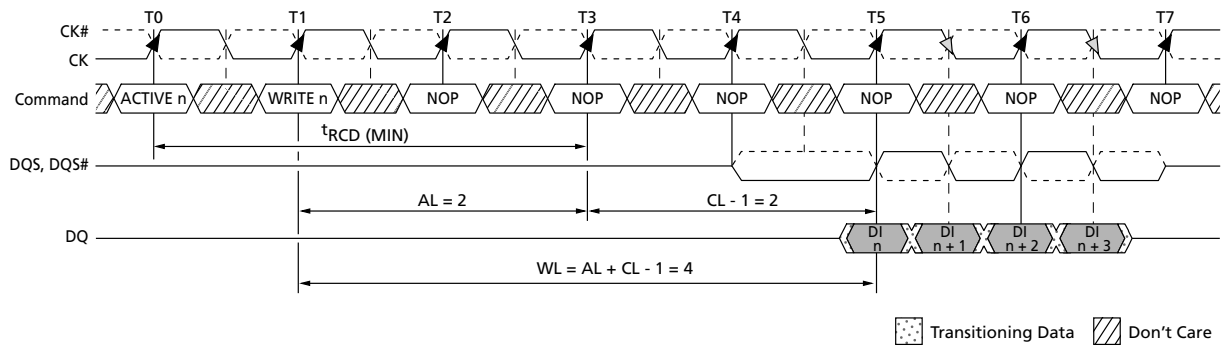 T0 T1 T2 T3 T4 T5 T6 T7
CK#
CK
Command ACTIVE n WRITE n NOP NOP NOP NOP NOP NOP
tRCD (MIN)
DQS, DQS#
AL = 2 CL - 1 = 2
DQ DI n DI n + 1 DI n + 2 DI n + 3
WL = AL + CL - 1 = 4
Transitioning Data Don't Care